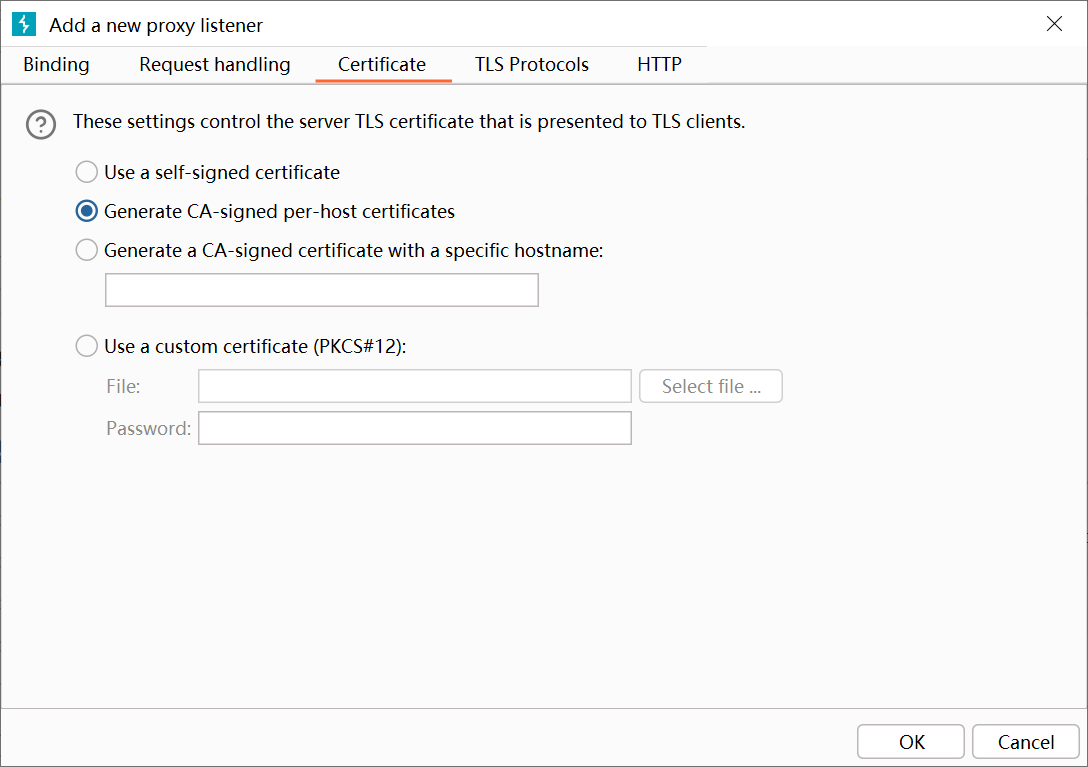 Add a new proxy listener
Binding Request handling Certificate TLS Protocols HTTP
These settings control the server TLS certificate that is presented to TLS clients.
Use a self-signed certificate
Generate CA-signed per-host certificates
Generate a CA-signed certificate with a specific hostname:
Use a custom certificate (PKCS#12):
File: Select file ...
Password:
OK Cancel